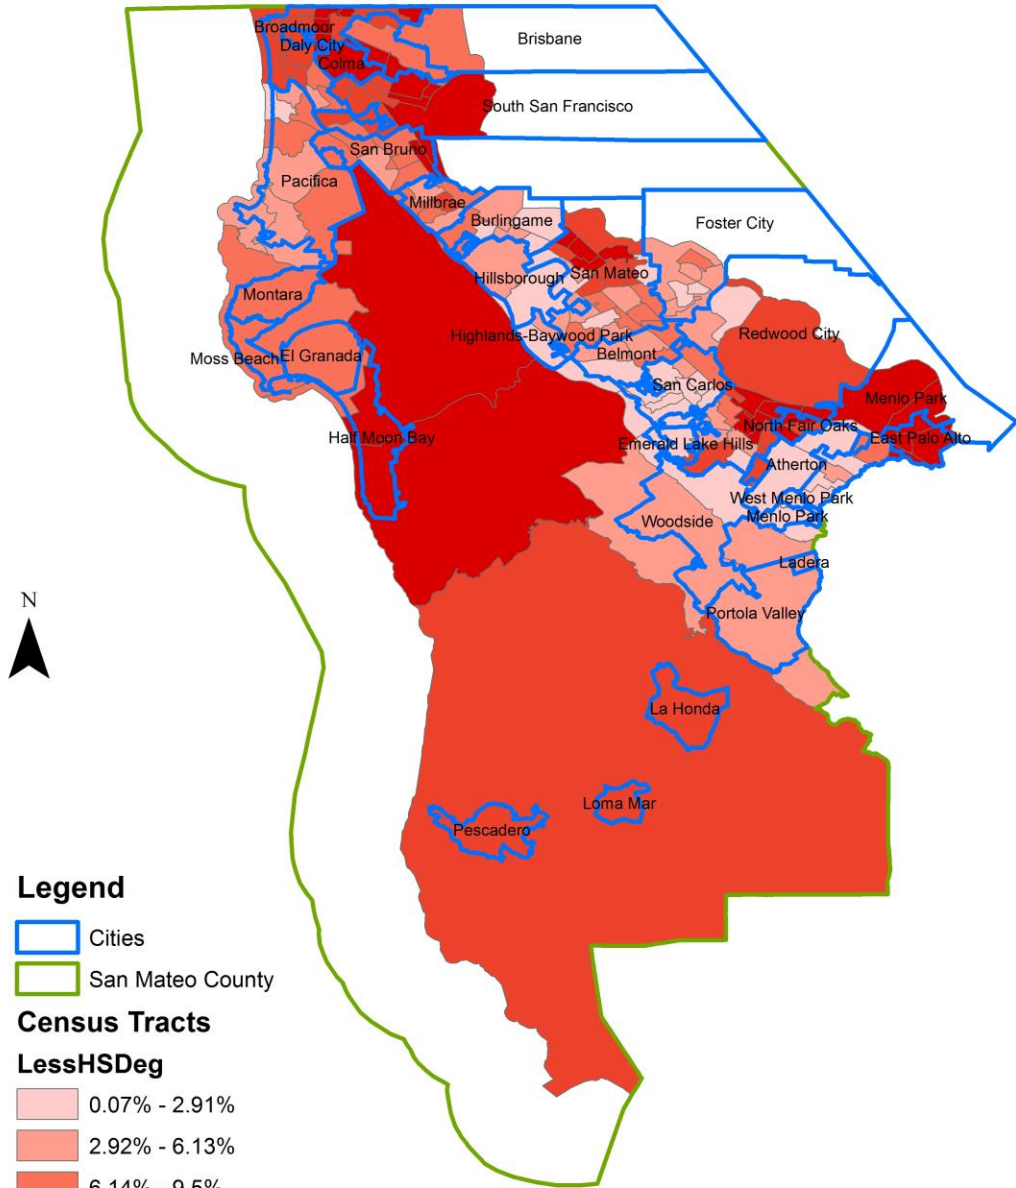 Broadmoor
Brisbane
Daly City
Colma
South San Francisco
San Bruno
Pacifica
Millbrae
Burlingame
Foster City
San Mateo
Hillsborough
Montara
Highlands-Baywood Park
Redwood City
Moss Beach
El Granada
Belmont
San Carlos
Menlo Park
North Fair Oaks
Half Moon Bay
East Palo Alto
Emerald Lake Hills
Atherton
West Menlo Park
Menlo Park
Woodside
Ladera
N
Portola Valley
La Honda
Loma Mar
Pescadero
Legend
Cities
San Mateo County
Census Tracts
LessHSDeg
0.07% - 2.91%
2.92% - 6.13%
6.14% - 9.5%